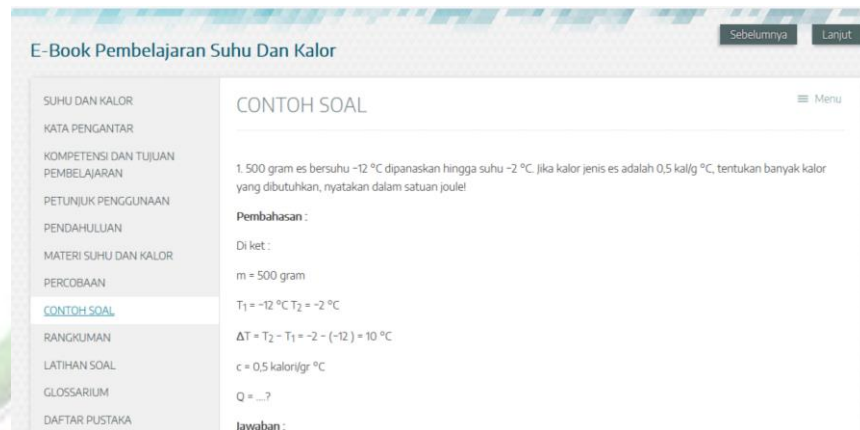 Sebelumnya
Lanjut
E-Book Pembelajaran Suhu Dan Kalor
SUHU DAN KALOR
KATA PENGANTAR
KOMPETENSI DAN TUJUAN
PEMBELAJARAN
PETUNJUK PENGGUNAAN
PENDAHULUAN
MATERI SUHU DAN KALOR
PERCOBAAN
CONTOH SOAL
RANGKUMAN
LATIHAN SOAL
GLOSSARIUM
DAFTAR PUSTAKA
CONTOH SOAL
Menu
1. 500 gram es bersuhu −12 °C dipanaskan hingga suhu −2 °C. Jika kalor jenis es adalah 0,5 kal/g °C, tentukan banyak kalor
yang dibutuhkan, nyatakan dalam satuan joule!
Pembahasan :
Di ket :
m = 500 gram
T₁ = −12 °C T₂ = −2 °C
ΔT = T₂ − T₁ = −2 − (−12 ) = 10 °C
c = 0,5 kalori/gr °C
Q = ....?
Jawaban :